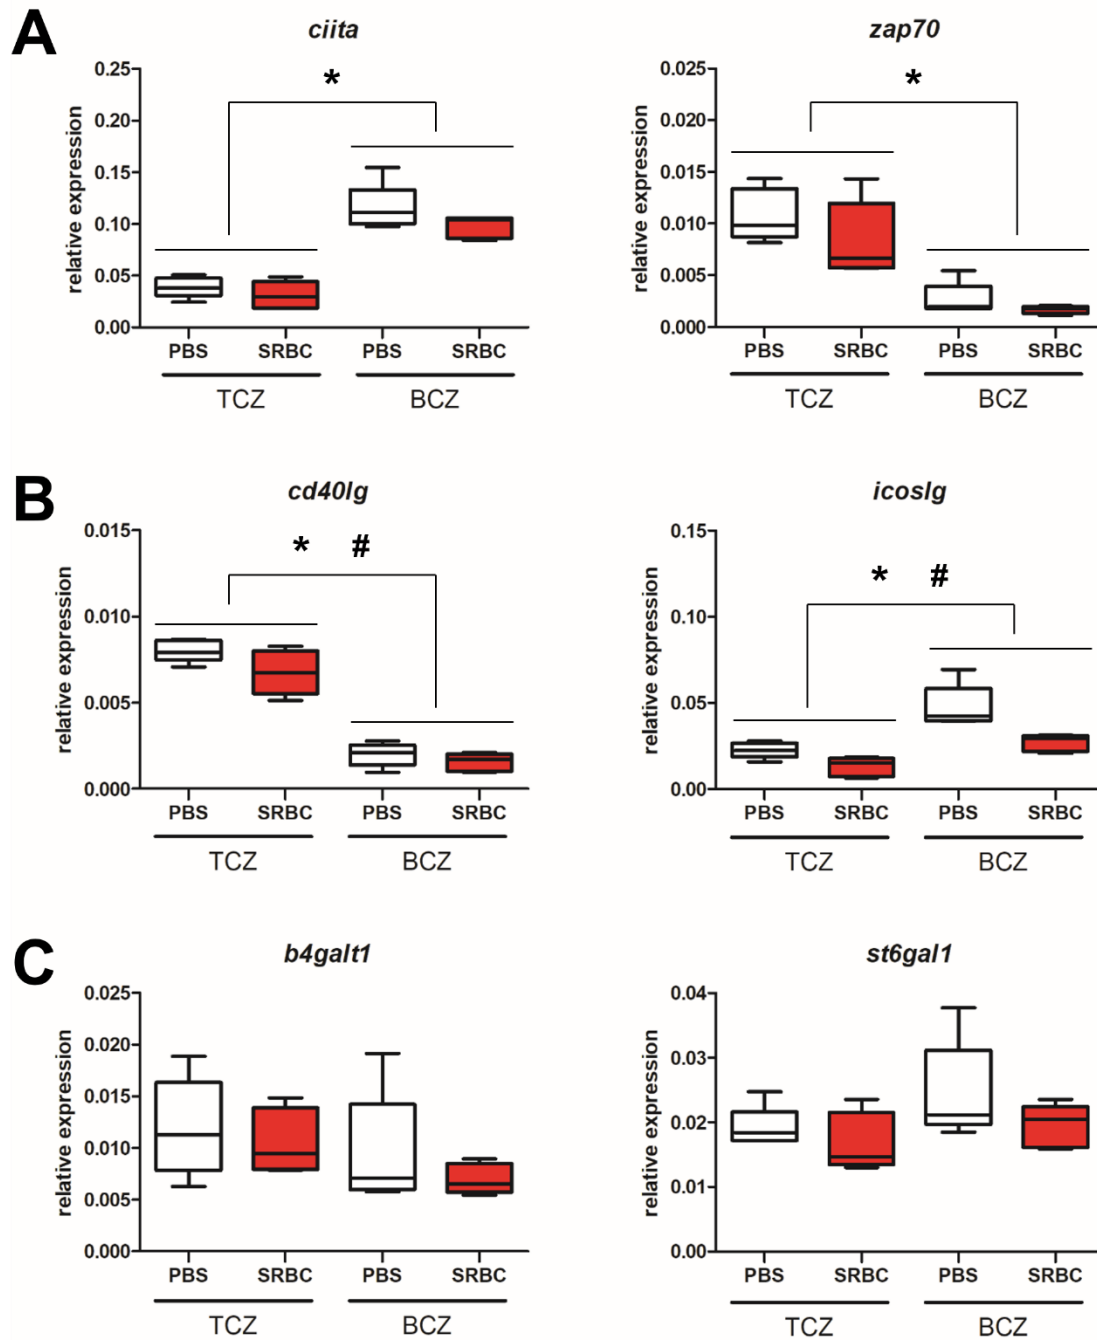 A
ciita
zap70
*
*
relative expression
0.25
0.20
0.15
0.10
0.05
0.00
PBS SRBC PBS SRBC
TCZ BCZ
relative expression
0.025
0.020
0.015
0.010
0.005
0.000
PBS SRBC PBS SRBC
TCZ BCZ
B
cd40lg
icoslg
* #
* #
relative expression
0.015
0.010
0.005
0.000
PBS SRBC PBS SRBC
TCZ BCZ
relative expression
0.15
0.10
0.05
0.00
PBS SRBC PBS SRBC
TCZ BCZ
C
b4galt1
st6gal1
relative expression
0.025
0.020
0.015
0.010
0.005
0.000
PBS SRBC PBS SRBC
TCZ BCZ
relative expression
0.04
0.03
0.02
0.01
0.00
PBS SRBC PBS SRBC
TCZ BCZ